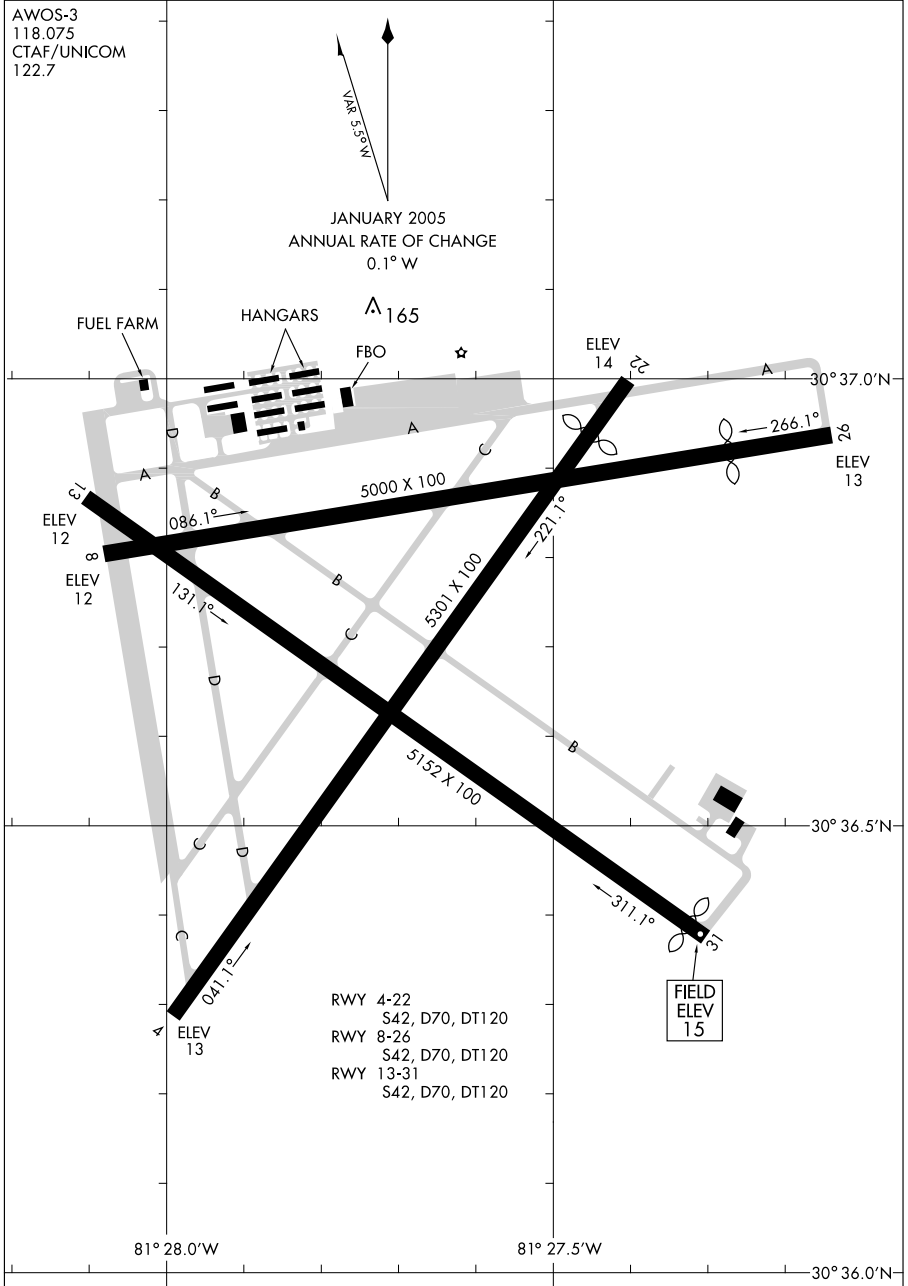 AWOS-3
118.075
CTAF/UNICOM
122.7
VAR 5.5° W
JANUARY 2005
ANNUAL RATE OF CHANGE
0.1° W
165
FUEL FARM
HANGARS
FBO
ELEV
14
22
A
30° 37.0'N
D
A
C
266.1°
26
ELEV
13
A
13
B
5000 X 100
ELEV
12
086.1°
221.1°
8
ELEV
12
131.1°
B
5301 X 100
C
D
5152 X 100
B
30° 36.5'N
C
D
311.1°
31
C
041.1°
FIELD
ELEV
15
4
ELEV
13
RWY 4-22
S42, D70, DT120
RWY 8-26
S42, D70, DT120
RWY 13-31
S42, D70, DT120
81° 28.0'W
81° 27.5'W
30° 36.0'N